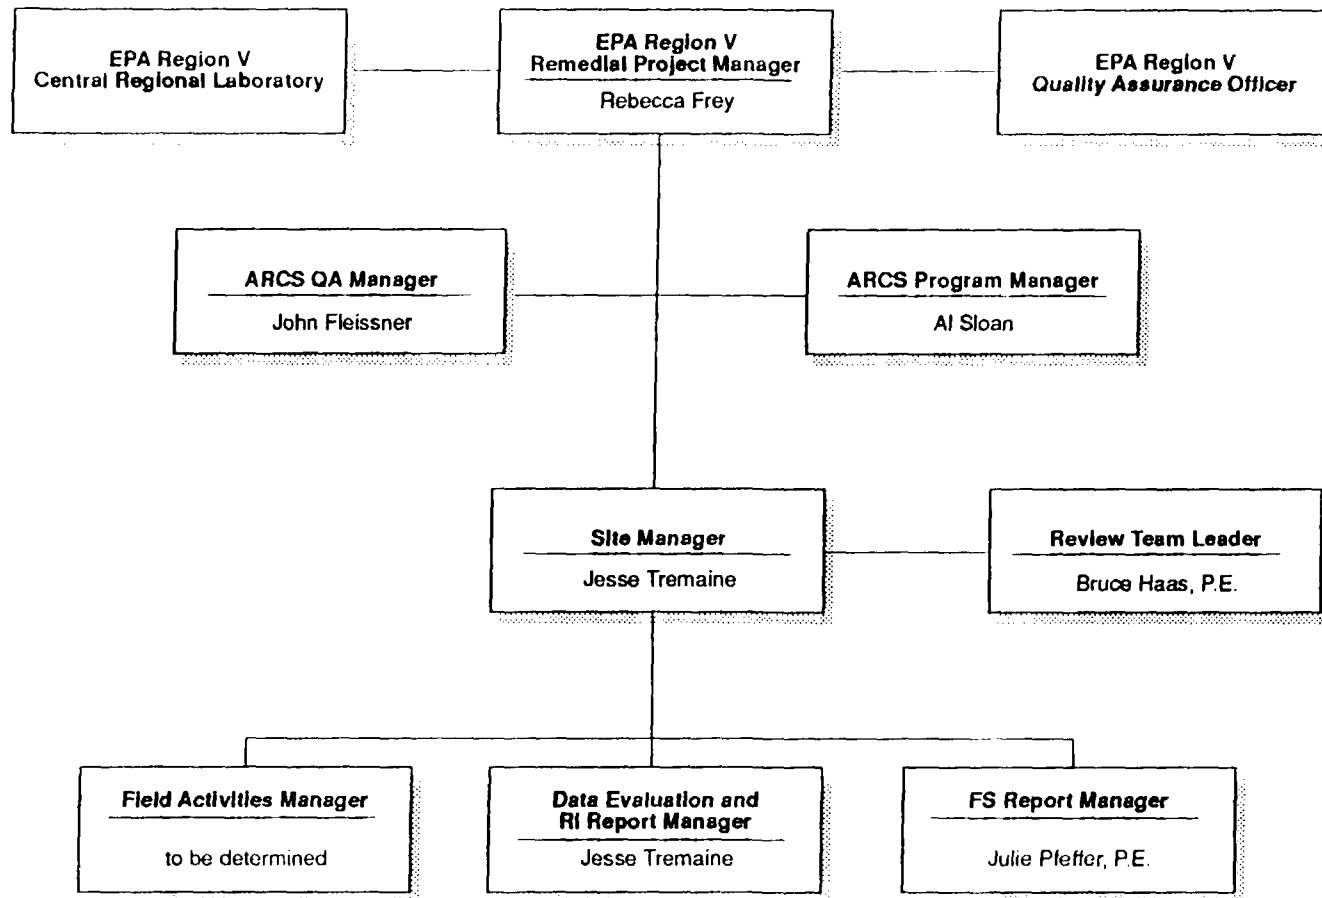 EPA Region V
Central Regional Laboratory
EPA Region V
Remedial Project Manager
Rebecca Frey
EPA Region V
Quality Assurance Officer
ARCS QA Manager
John Fleissner
ARCS Program Manager
Al Sloan
Site Manager
Jesse Tremaine
Review Team Leader
Bruce Haas, P.E.
Field Activities Manager
to be determined
Data Evaluation and
RI Report Manager
Jesse Tremaine
FS Report Manager
Julie Pfeffer, P.E.